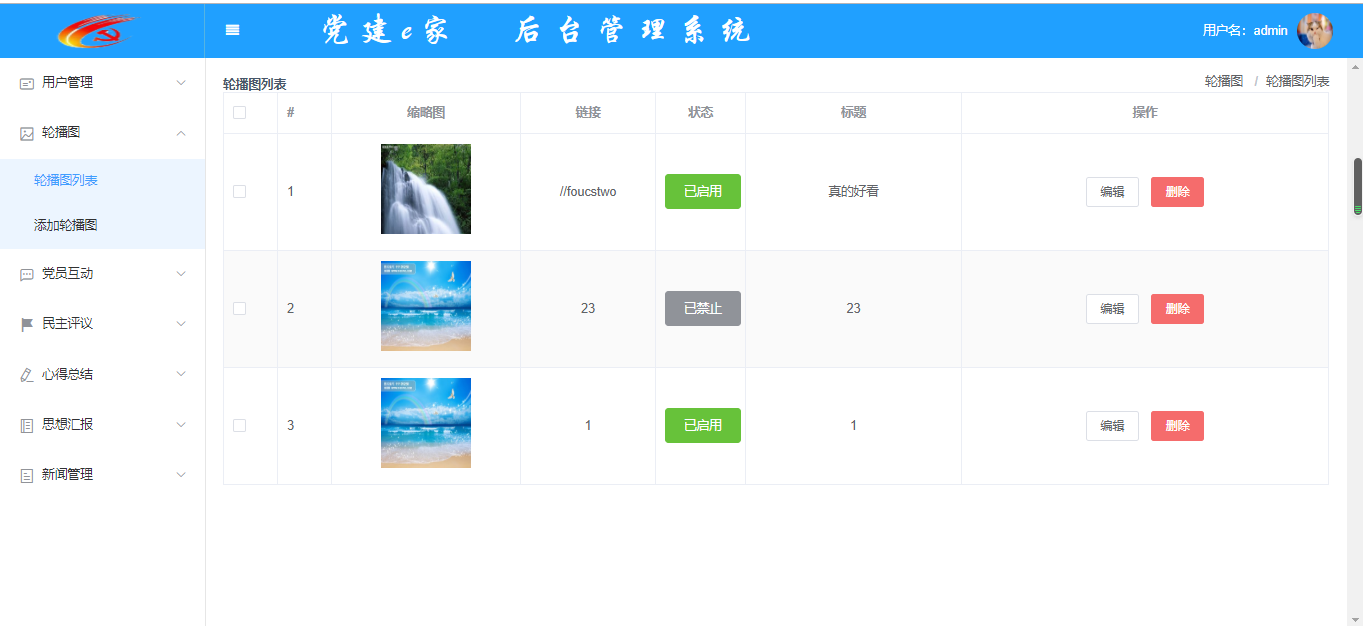 党建e家 后台管理系统
用户名：admin
用户管理
轮播图
轮播图列表
添加轮播图
党员互动
民主评议
心得总结
思想汇报
新闻管理
轮播图列表
轮播图 / 轮播图列表
# 缩略图 链接 状态 标题 操作
1 //foucstwo 已启用 真的好看 编辑 删除
2 23 已禁止 23 编辑 删除
3 1 已启用 1 编辑 删除